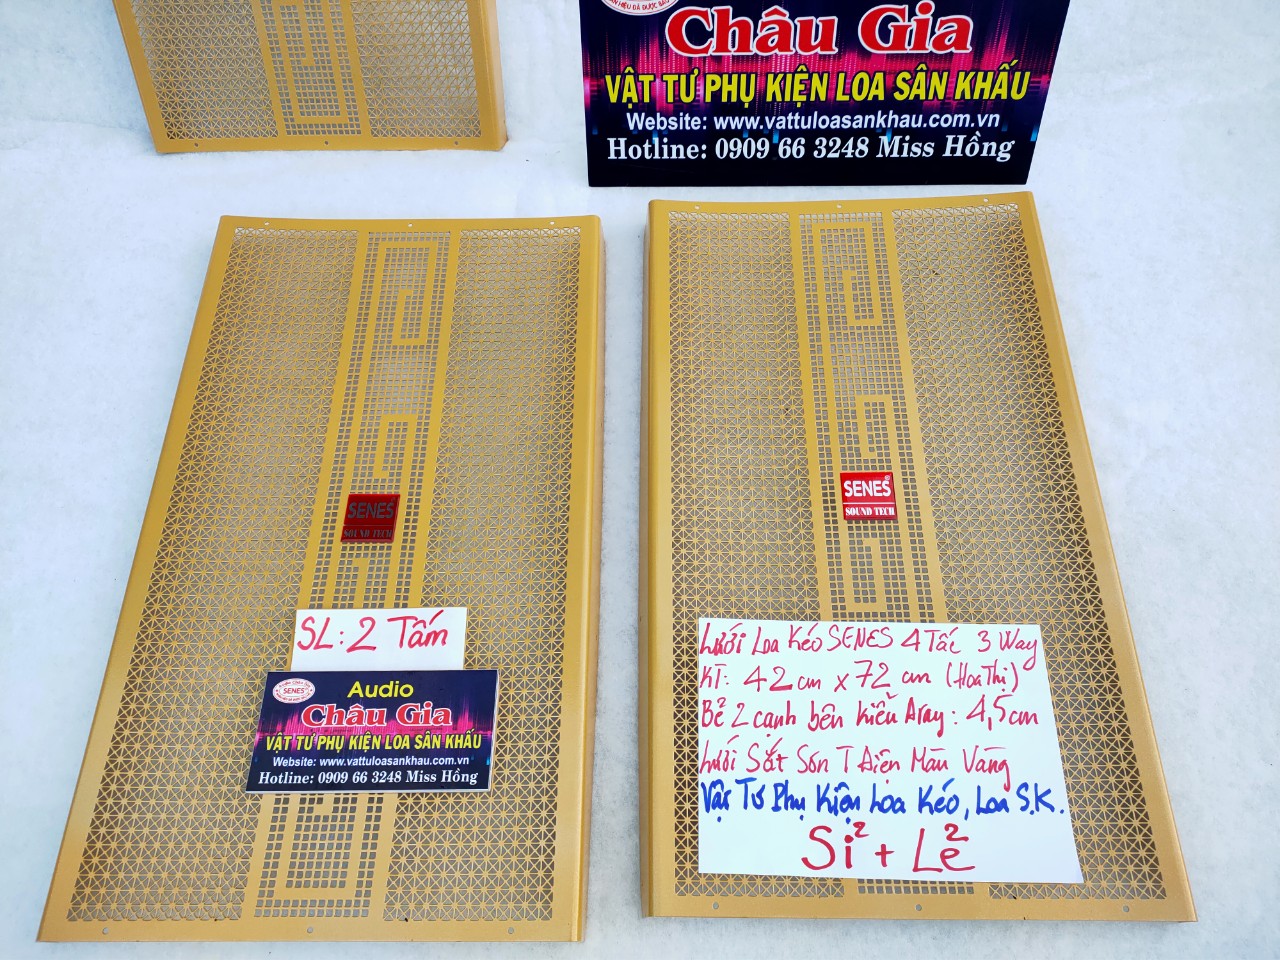 Châu Gia
VẬT TƯ PHỤ KIỆN LOA SÂN KHẤU
Website: www.vattuloasankhau.com.vn
Hotline: 0909 66 3248 Miss Hồng
SENES
SOUND TECH
SL: 2 Tấm
SENES
Audio
Châu Gia
VẬT TƯ PHỤ KIỆN LOA SÂN KHẤU
Website: www.vattuloasankhau.com.vn
Hotline: 0909 66 3248 Miss Hồng
SENES
SOUND TECH
Lưới Loa Kéo SENES 4 Tấc 3 Way
KT: 42 cm x 72 cm (Hoa Thị)
Bẻ 2 cạnh bên kiểu Aray: 4,5 cm
Lưới Sắt Sơn T Điện Màu Vàng
Vật Tư Phụ Kiện Loa Kéo, Loa S.K.
Sỉ + Lẻ